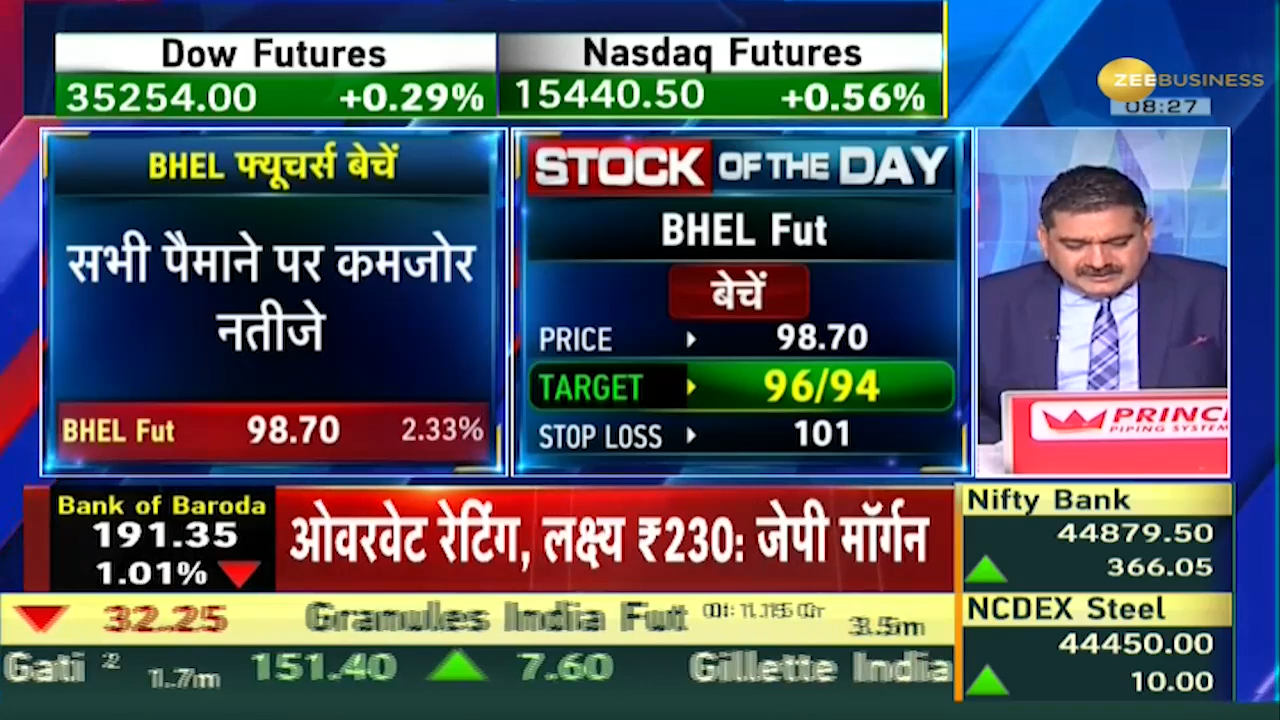 Dow Futures
35254.00 +0.29%
Nasdaq Futures
15440.50 +0.56%
ZEEBUSINESS
08:27
BHEL फ्यूचर्स बेचें
सभी पैमाने पर कमजोर
नतीजे
BHEL Fut 98.70 2.33%
STOCK OF THE DAY
BHEL Fut
बेचें
PRICE 98.70
TARGET 96/94
STOP LOSS 101
PRINC
PIPING SYSTEM
Bank of Baroda
191.35
1.01%
ओवरवेट रेटिंग, लक्ष्य ₹230: जेपी मॉर्गन
Nifty Bank
44879.50
366.05
NCDEX Steel
44450.00
10.00
32.25 Granules India Fut
Gati 1.7m 151.40 7.60 Gillette India